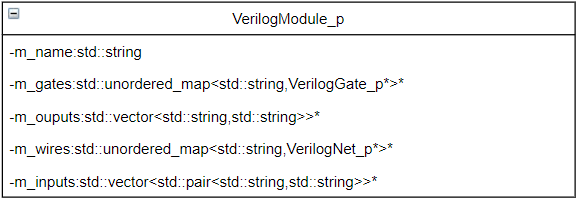 VerilogModule_p
-m_name:std::string
-m_gates:std::unordered_map<std::string,VerilogGate_p*>*
-m_ouputs:std::vector<std::string,std::string>>*
-m_wires:std::unordered_map<std::string,VerilogNet_p*>*
-m_inputs:std::vector<std::pair<std::string,std::string>>*